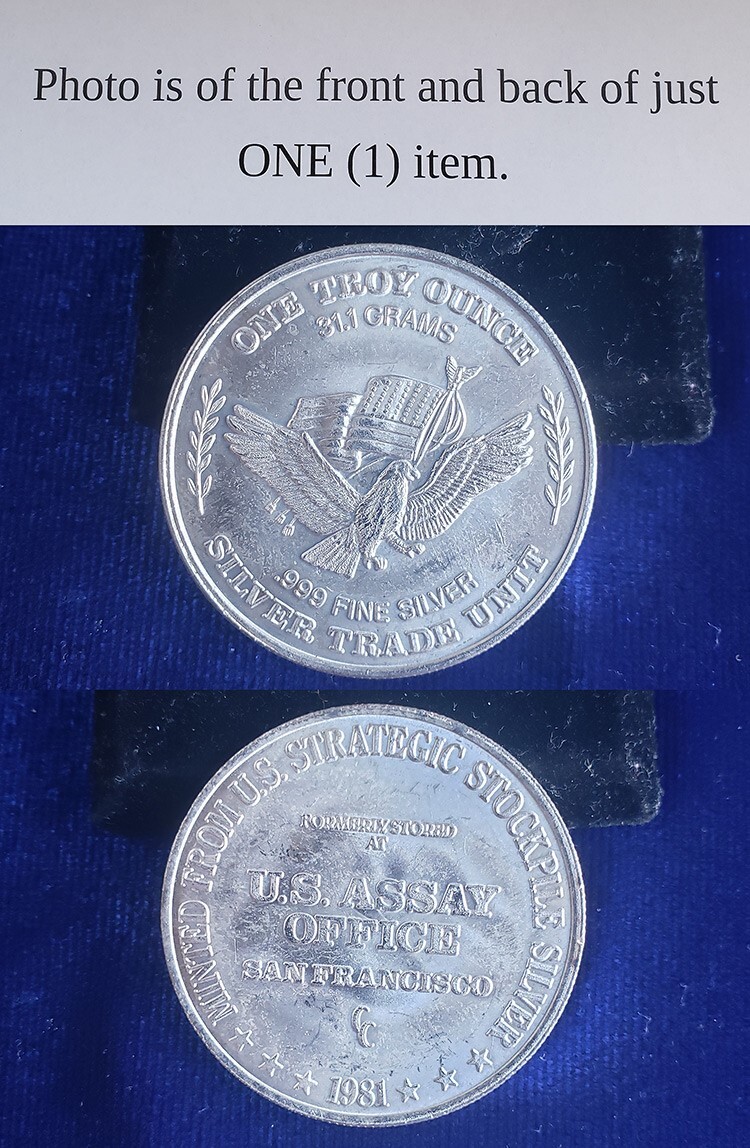 Photo is of the front and back of just
ONE (1) item.
ONE TROY OUNCE
31.1 GRAMS
.999 FINE SILVER
SILVER TRADE UNIT
MINTED FROM U.S. STRATEGIC STOCKPILE SILVER
FORMERLY STORED
AT
U.S. ASSAY
OFFICE
SAN FRANCISCO
CC
1981